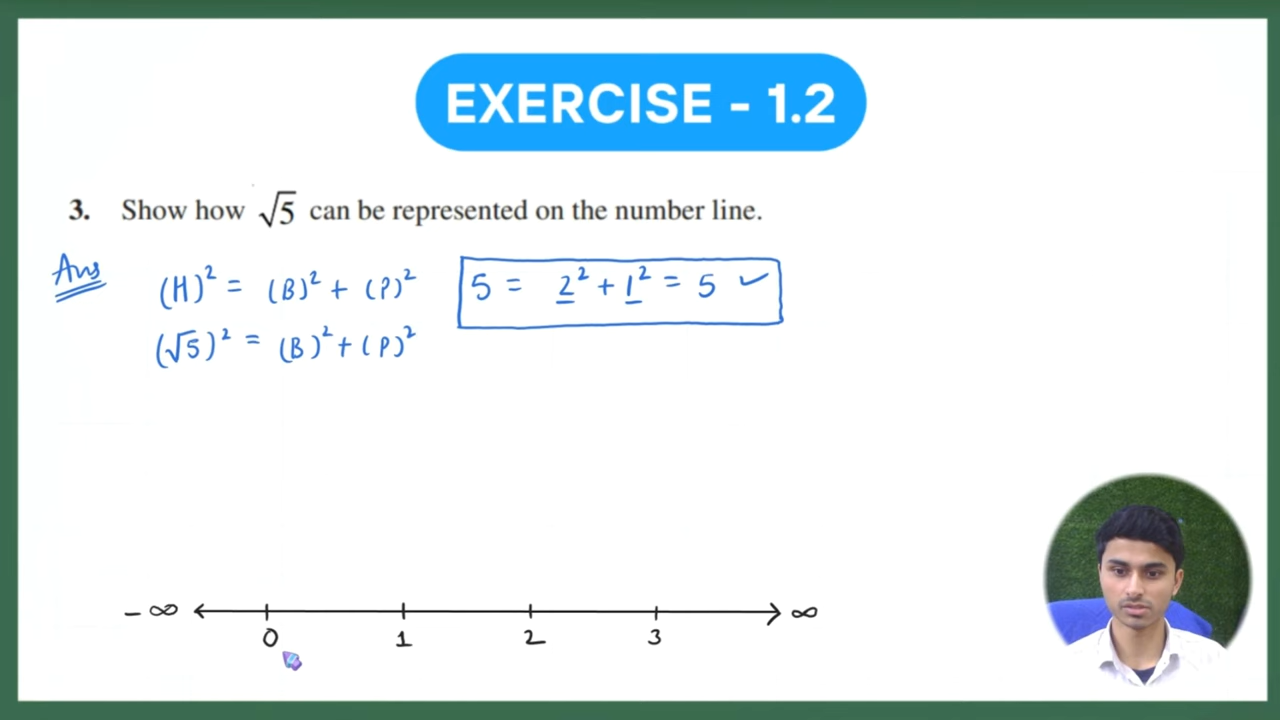 EXERCISE - 1.2
3. Show how √5 can be represented on the number line.
Ans
(H)² = (B)² + (P)²
5 = 2² + 1² = 5 ✓
(√5)² = (B)² + (P)²
- ∞ ∞
0 1 2 3